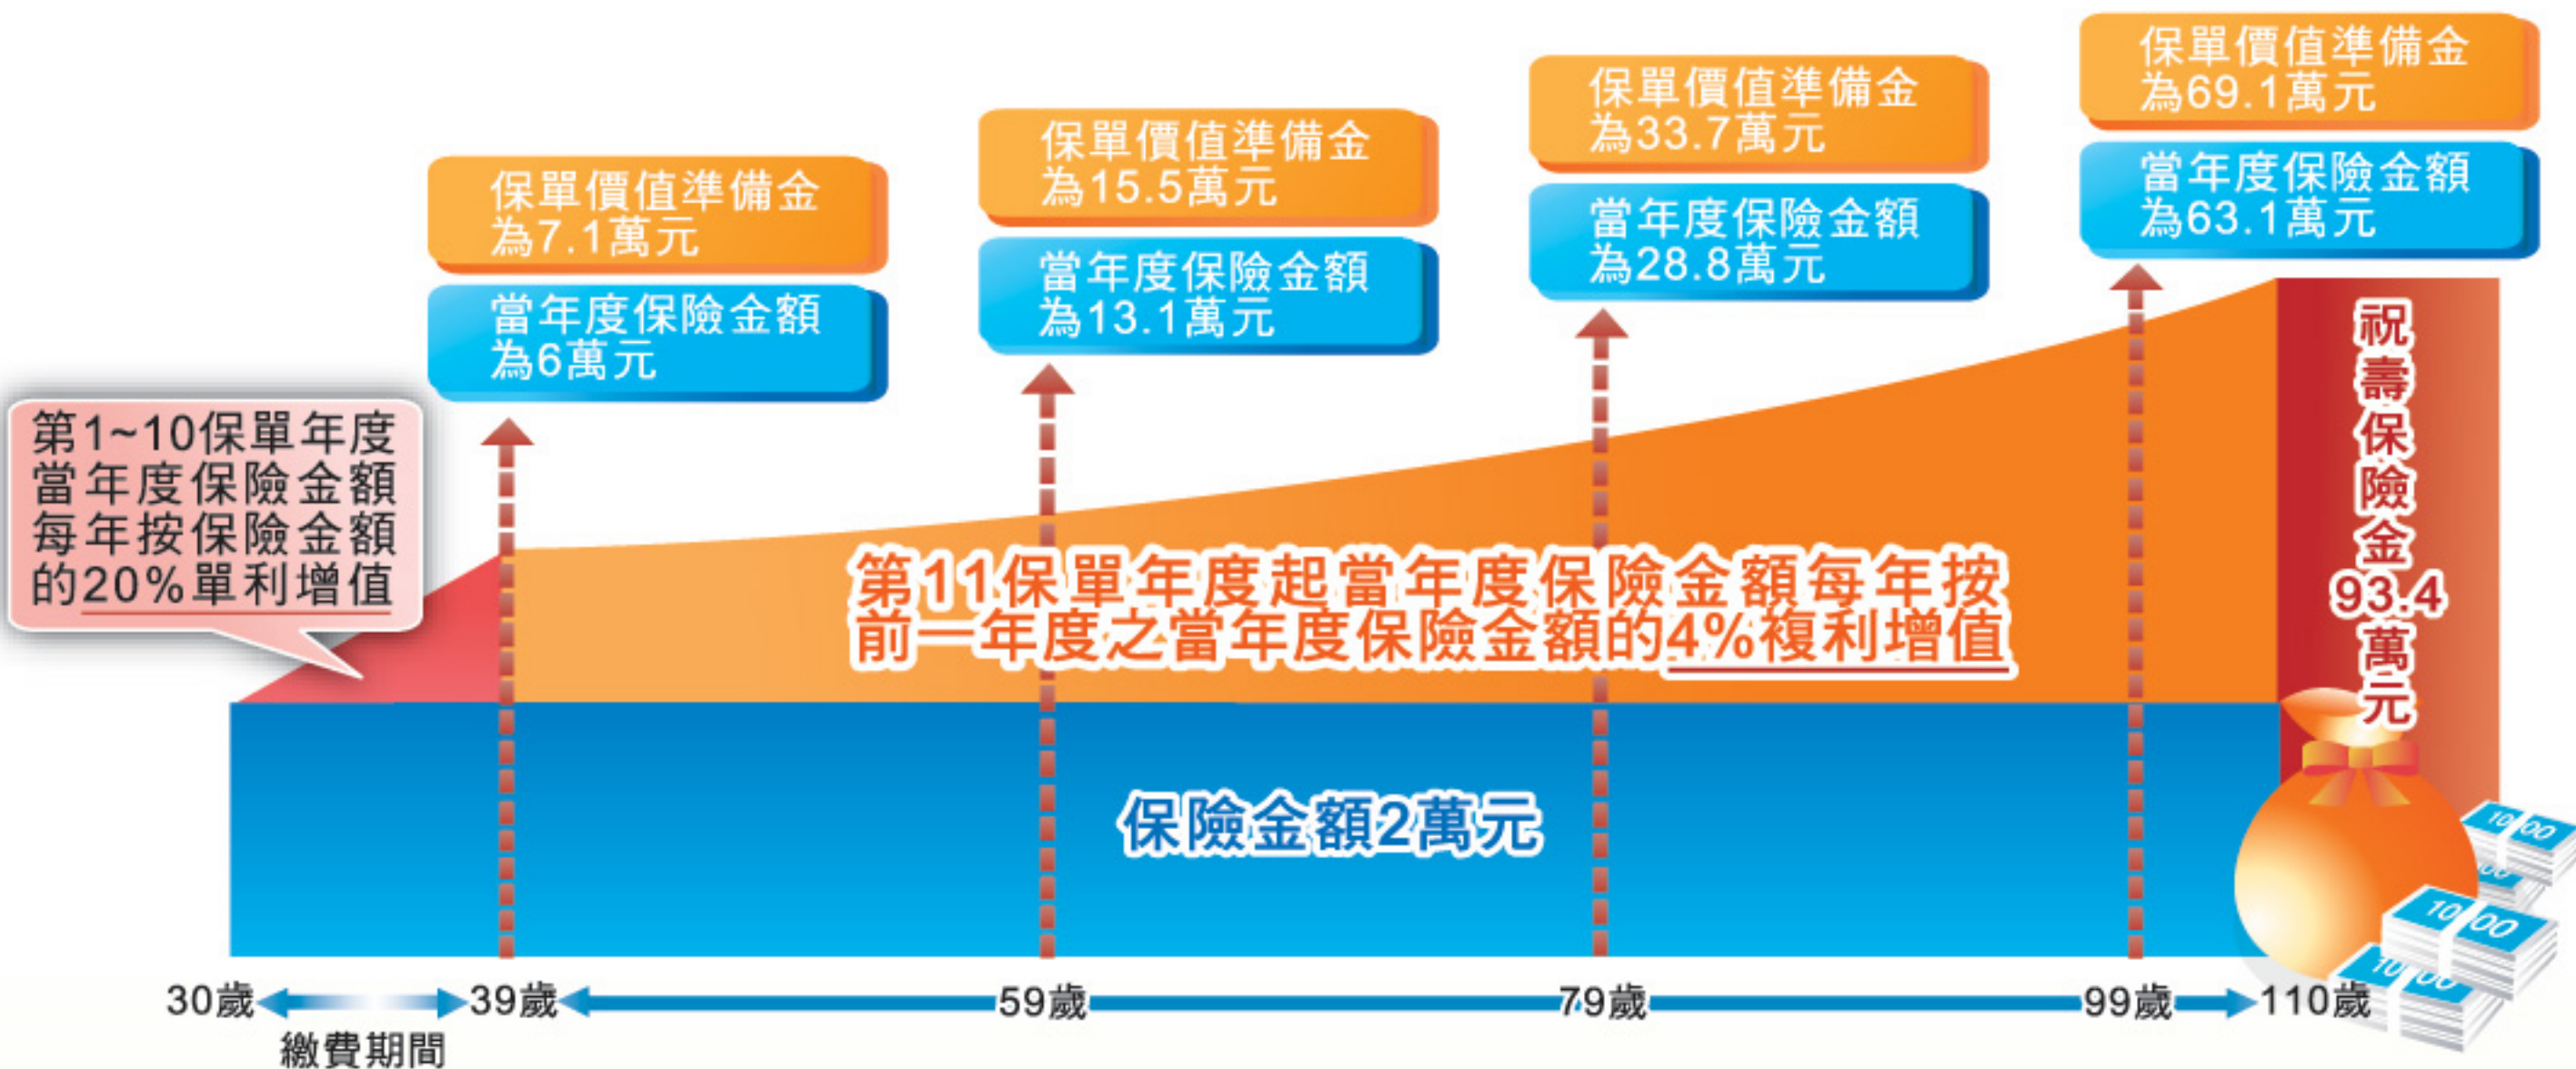 保單價值準備金
為69.1萬元
當年度保險金額
為63.1萬元
保單價值準備金
為33.7萬元
當年度保險金額
為28.8萬元
保單價值準備金
為15.5萬元
當年度保險金額
為13.1萬元
保單價值準備金
為7.1萬元
當年度保險金額
為6萬元
第1~10保單年度
當年度保險金額
每年按保險金額
的20%單利增值
第11保單年度起當年度保險金額每年按
前一年度之當年度保險金額的4%複利增值
祝壽保險金93.4萬元
保險金額2萬元
30歲
39歲
59歲
79歲
99歲
110歲
繳費期間